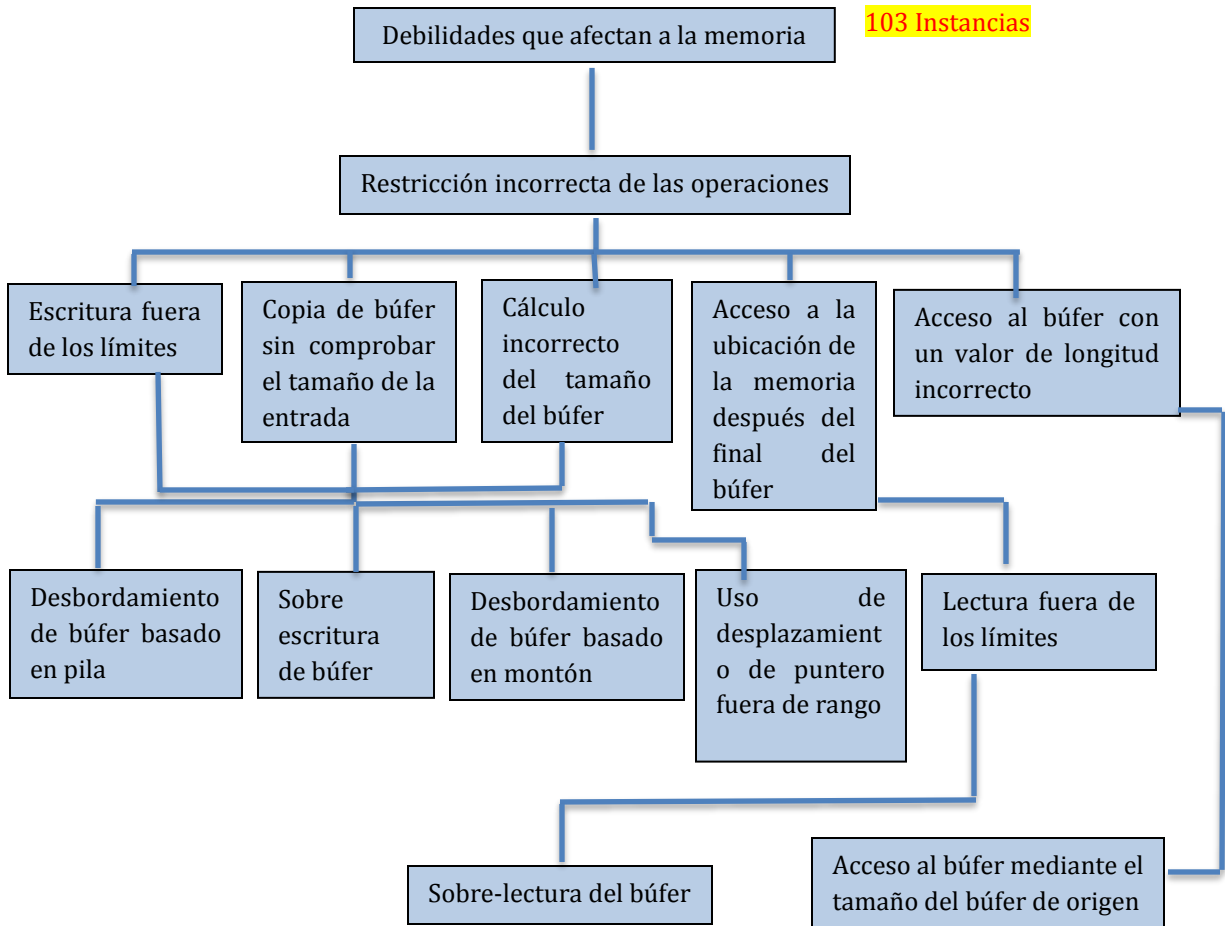 Debilidades que afectan a la memoria
103 Instancias
Restricción incorrecta de las operaciones
Escritura fuera
de los límites
Copia de búfer
sin comprobar
el tamaño de la
entrada
Cálculo
incorrecto
del tamaño
del búfer
Acceso a la
ubicación de
la memoria
después del
final del
búfer
Acceso al búfer con
un valor de longitud
incorrecto
Desbordamiento
de búfer basado
en pila
Sobre
escritura
de búfer
Desbordamiento
de búfer basado
en montón
Uso de
desplazamient
o de puntero
fuera de rango
Lectura fuera de
los límites
Sobre-lectura del búfer
Acceso al búfer mediante el
tamaño del búfer de origen